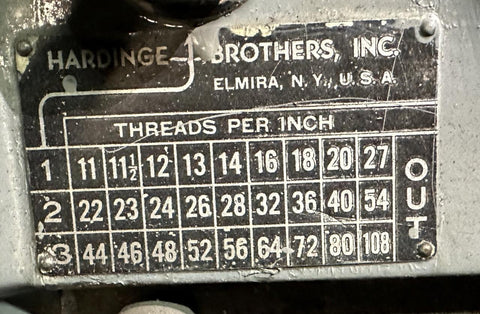 HARDINGE BROTHERS, INC.
ELMIRA, N.Y., U.S.A.
THREADS PER INCH
1 11 11½ 12 13 14 16 18 20 27
2 22 23 24 26 28 32 36 40 54
3 44 46 48 52 56 64 72 80 108
OUT